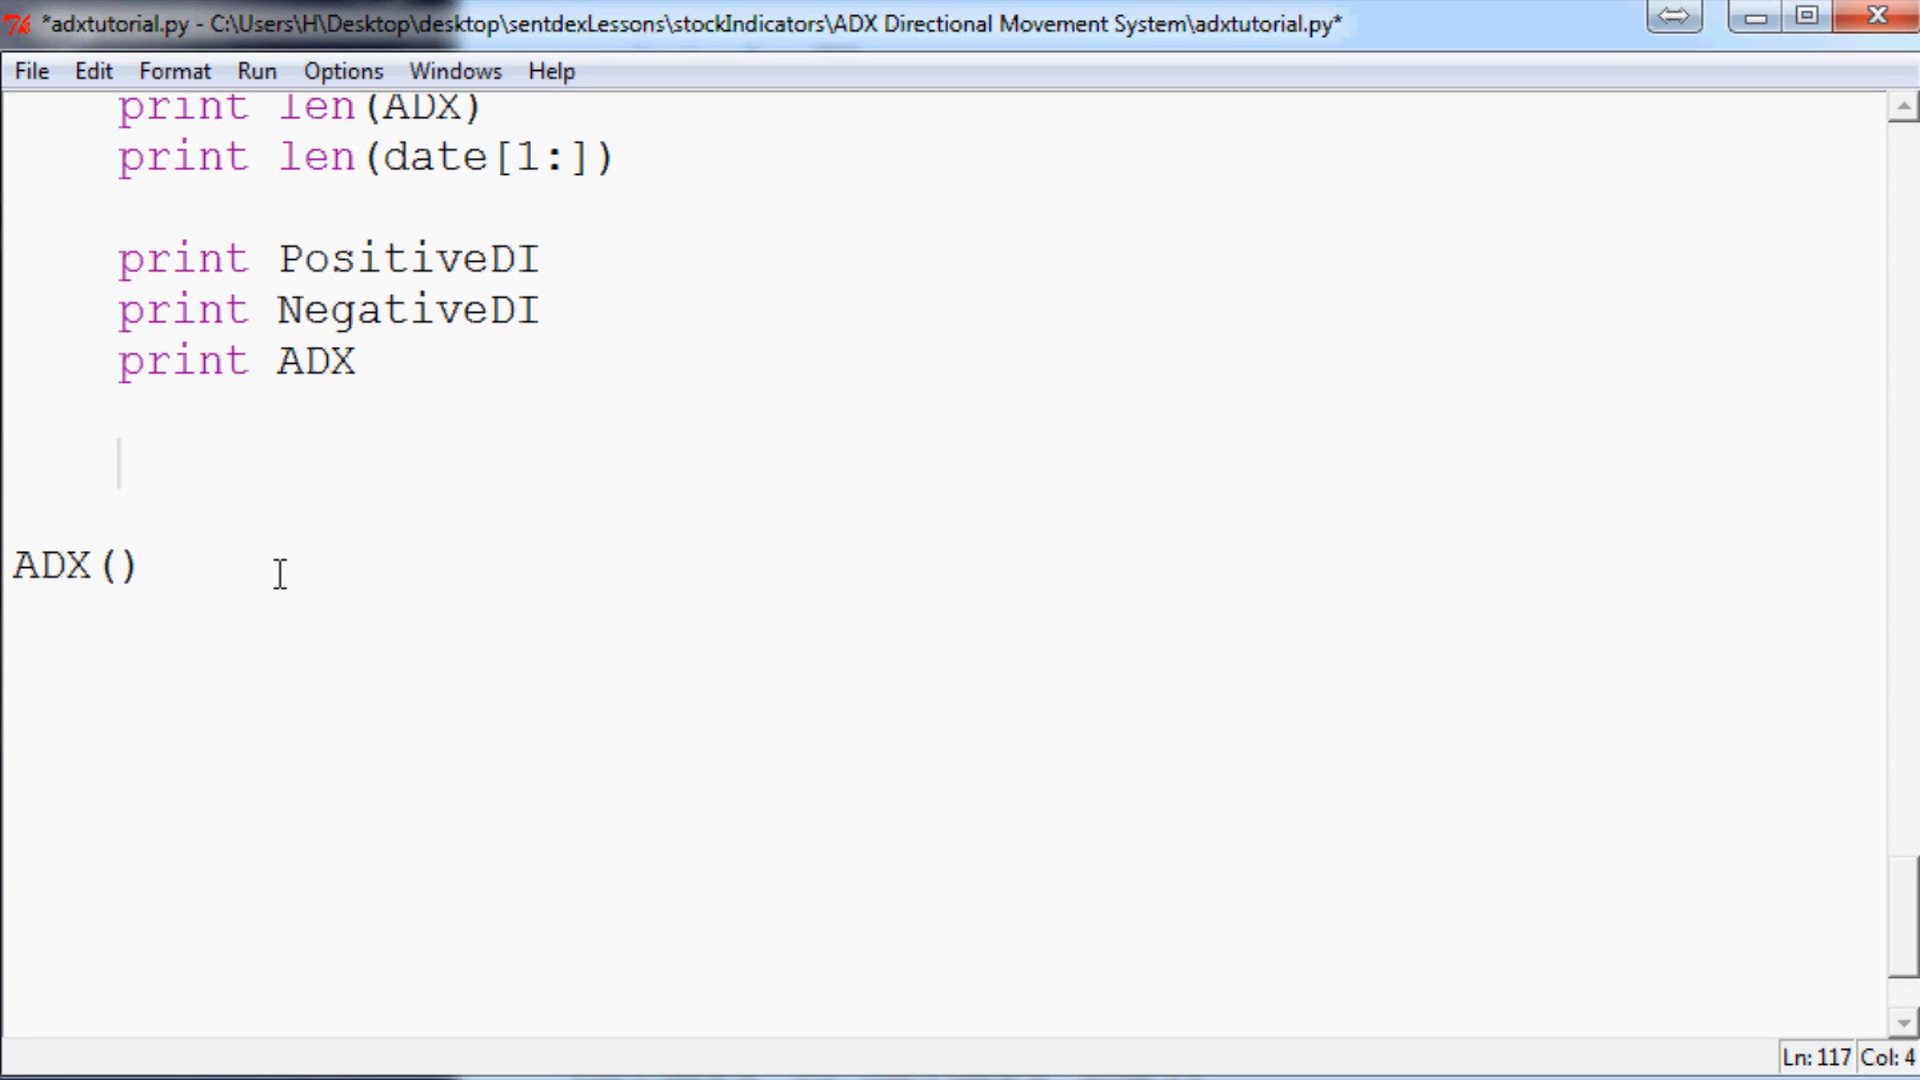 *adxtutorial.py - C:\Users\H\Desktop\desktop\sentdexLessons\stockIndicators\ADX Directional Movement System\adxtutorial.py*
File Edit Format Run Options Windows Help
print len(ADX)
print len(date[1:])
print PositiveDI
print NegativeDI
print ADX
ADX()
Ln: 117 Col: 4